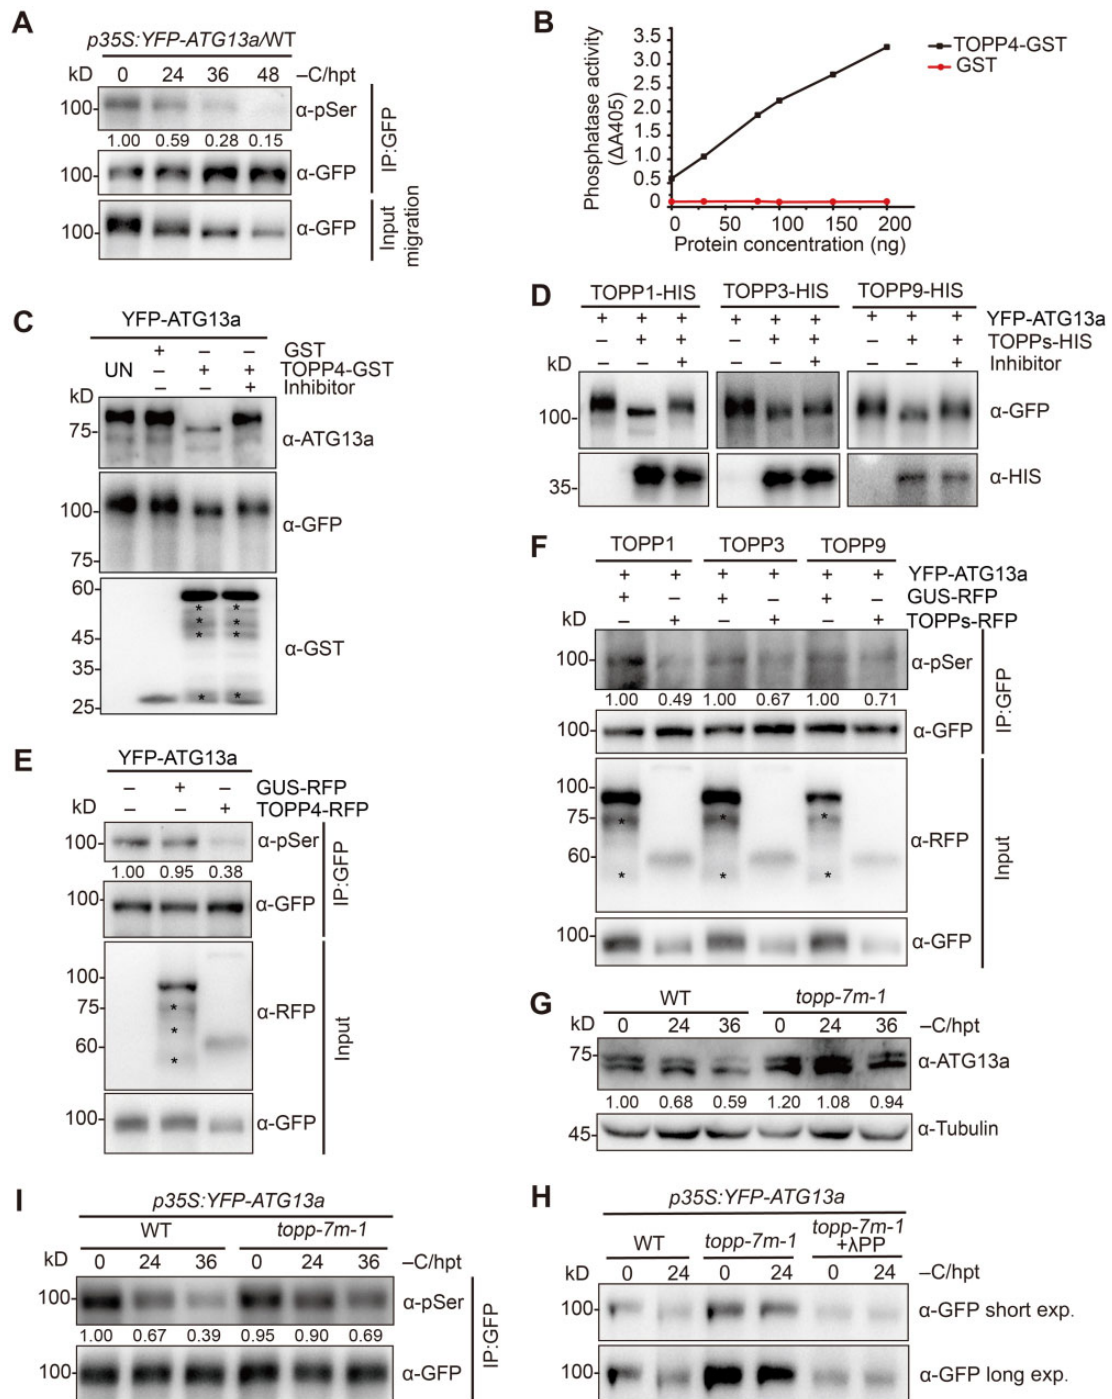 A
p35S:YFP-ATG13a/WT
kD 0 24 36 48 –C/hpt
100- α-pSer
1.00 0.59 0.28 0.15
100- α-GFP
IP:GFP
100- α-GFP
Input
migration
B
Phosphatase activity
(ΔA405)
3.5
3.0
2.5
2.0
1.5
1.0
0.5
0
0 50 100 150 200
Protein concentration (ng)
TOPP4-GST
GST
C
YFP-ATG13a
– + – – GST
UN – – + + TOPP4-GST
– – + Inhibitor
kD
75- α-ATG13a
100- α-GFP
75-
60-
* *
* *
45- * *
α-GST
35-
* *
25-
D
TOPP1-HIS TOPP3-HIS TOPP9-HIS
+ + + + + + + + + YFP-ATG13a
– + + – + + – + + TOPPs-HIS
kD – – + – – + – – + Inhibitor
100- α-GFP
35- α-HIS
E
YFP-ATG13a
– + – GUS-RFP
kD – – + TOPP4-RFP
100- α-pSer
1.00 0.95 0.38
100- α-GFP
IP:GFP
100-
75- * α-RFP
*
60-
*
100- α-GFP
Input
F
TOPP1 TOPP3 TOPP9
+ + + + + + YFP-ATG13a
+ – + – + – GUS-RFP
kD – + – + – + TOPPs-RFP
100- α-pSer
1.00 0.49 1.00 0.67 1.00 0.71
100- α-GFP
IP:GFP
100-
75- * * *
α-RFP
60-
* * *
100- α-GFP
Input
G
WT topp-7m-1
kD 0 24 36 0 24 36 –C/hpt
75- α-ATG13a
1.00 0.68 0.59 1.20 1.08 0.94
45- α-Tubulin
I
p35S:YFP-ATG13a
WT topp-7m-1
kD 0 24 36 0 24 36 –C/hpt
100- α-pSer
1.00 0.67 0.39 0.95 0.90 0.69
100- α-GFP
IP:GFP
H
p35S:YFP-ATG13a
WT topp-7m-1 topp-7m-1
+λPP
kD 0 24 0 24 0 24 –C/hpt
100- α-GFP short exp.
100- α-GFP long exp.